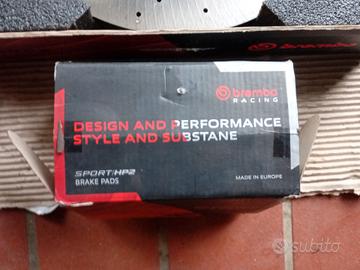 brembo
brembo
RACING
DESIGN AND PERFORMANCE
STYLE AND SUBSTANE
SPORT|HP2
BRAKE PADS
MADE IN EUROPE
subito